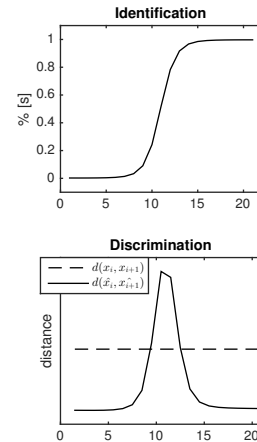 Identification
1
0.8
0.6
0.4
0.2
0
% [s]
0 5 10 15 20
Discrimination
d(x_i, x_{i+1})
d(x̂_i, x̂_{i+1})
distance
0 5 10 15 20